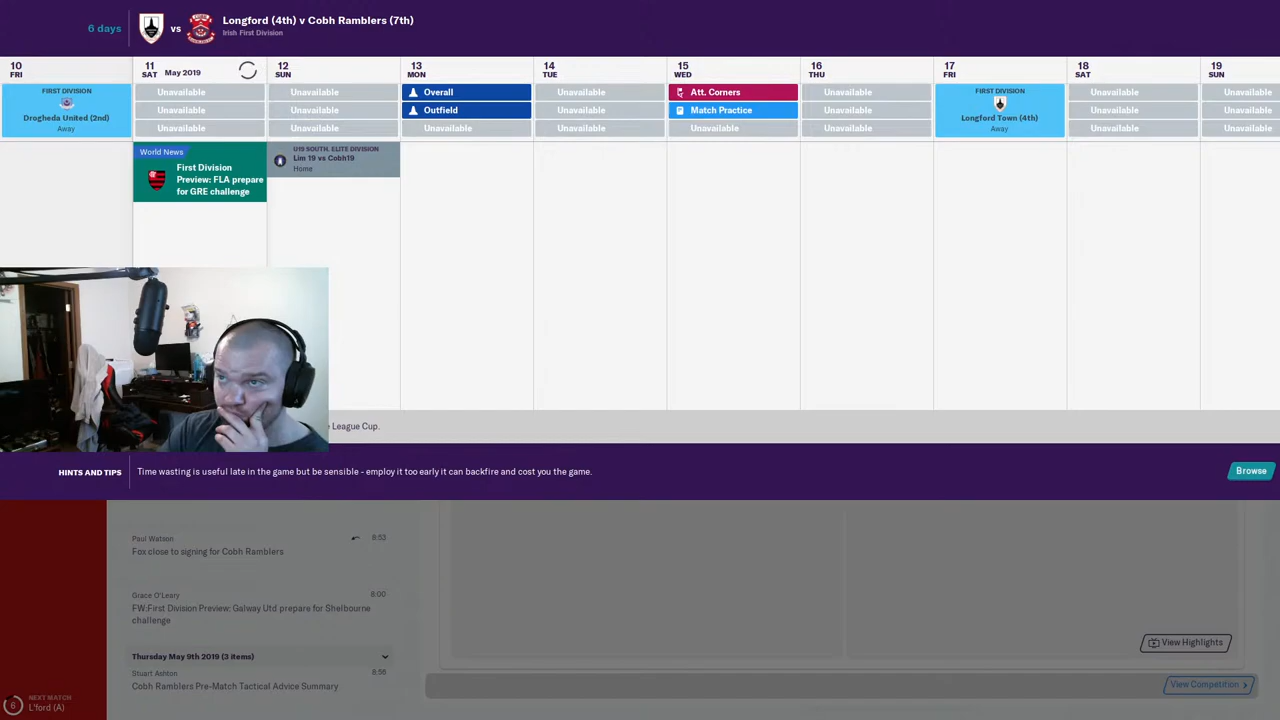 6 days
vs
Longford (4th) v Cobh Ramblers (7th)
Irish First Division
10
FRI
11
SAT May 2019
12
SUN
13
MON
14
TUE
15
WED
16
THU
17
FRI
18
SAT
19
SUN
FIRST DIVISION
Drogheda United (2nd)
Away
Unavailable
Unavailable
Unavailable
Unavailable
Unavailable
Unavailable
Overall
Outfield
Unavailable
Unavailable
Unavailable
Unavailable
Att. Corners
Match Practice
Unavailable
Unavailable
Unavailable
Unavailable
FIRST DIVISION
Longford Town (4th)
Away
Unavailable
Unavailable
Unavailable
Unavailable
Unavailable
Unavailable
World News
First Division
Preview: FLA prepare
for GRE challenge
U19 SOUTH. ELITE DIVISION
Lim 19 vs Cobh19
Home
League Cup.
HINTS AND TIPS
Time wasting is useful late in the game but be sensible - employ it too early it can backfire and cost you the game.
Browse
Paul Watson 8:53
Fox close to signing for Cobh Ramblers
Grace O'Leary 8:00
FW:First Division Preview: Galway Utd prepare for Shelbourne
challenge
Thursday May 9th 2019 (3 items)
Stuart Ashton 8:56
Cobh Ramblers Pre-Match Tactical Advice Summary
View Highlights
View Competition
6
NEXT MATCH
L'ford (A)